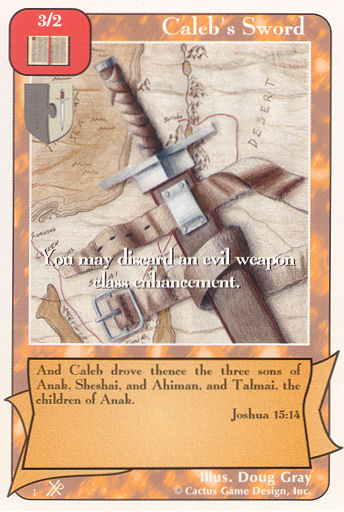 3/2
Caleb's Sword
DESERT
You may discard an evil weapon
class enhancement.
And Caleb drove thence the three sons of
Anak, Sheshai, and Ahiman, and Talmai, the
children of Anak.
Joshua 15:14
Illus. Doug Gray
I
© Cactus Game Design, Inc.